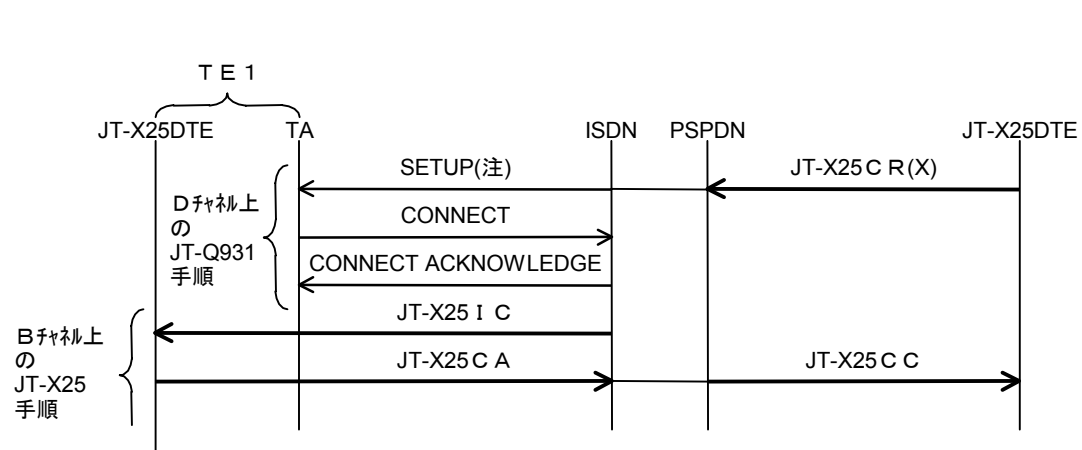 ＴＥ１
JT-X25DTE TA ISDN PSPDN JT-X25DTE
SETUP(注) JT-X25ＣＲ(X)
Ｄﾁｬﾈﾙ上
の
JT-Q931
手順
CONNECT
CONNECT ACKNOWLEDGE
JT-X25ＩＣ
Ｂﾁｬﾈﾙ上
の
JT-X25
手順
JT-X25ＣＡ JT-X25ＣＣ